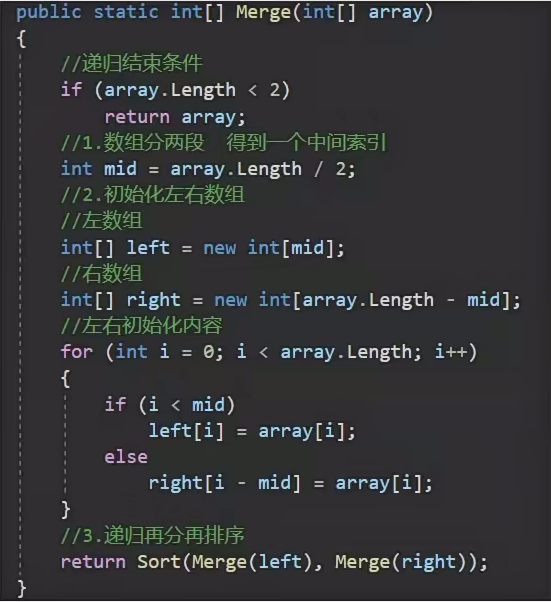 public static int[] Merge(int[] array)
{
//递归结束条件
if (array.Length < 2)
return array;
//1.数组分两段  得到一个中间索引
int mid = array.Length / 2;
//2.初始化左右数组
//左数组
int[] left = new int[mid];
//右数组
int[] right = new int[array.Length - mid];
//左右初始化内容
for (int i = 0; i < array.Length; i++)
{
if (i < mid)
left[i] = array[i];
else
right[i - mid] = array[i];
}
//3.递归再分再排序
return Sort(Merge(left), Merge(right));
}